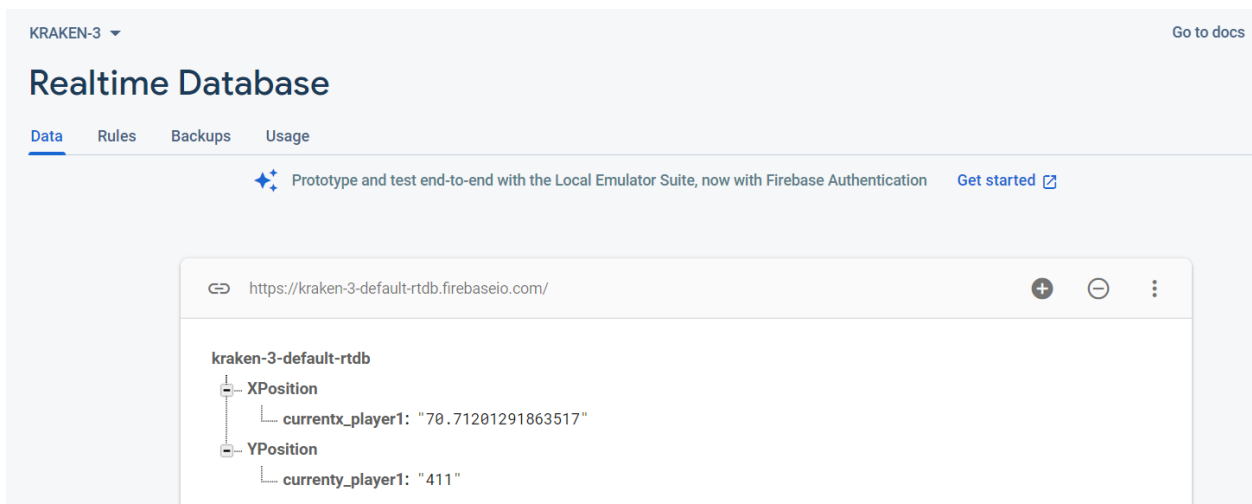 KRAKEN-3
Go to docs
Realtime Database
Data Rules Backups Usage
Prototype and test end-to-end with the Local Emulator Suite, now with Firebase Authentication Get started
https://kraken-3-default-rtdb.firebaseio.com/
kraken-3-default-rtdb
XPosition
currentx_player1: "70.71201291863517"
YPosition
currenty_player1: "411"